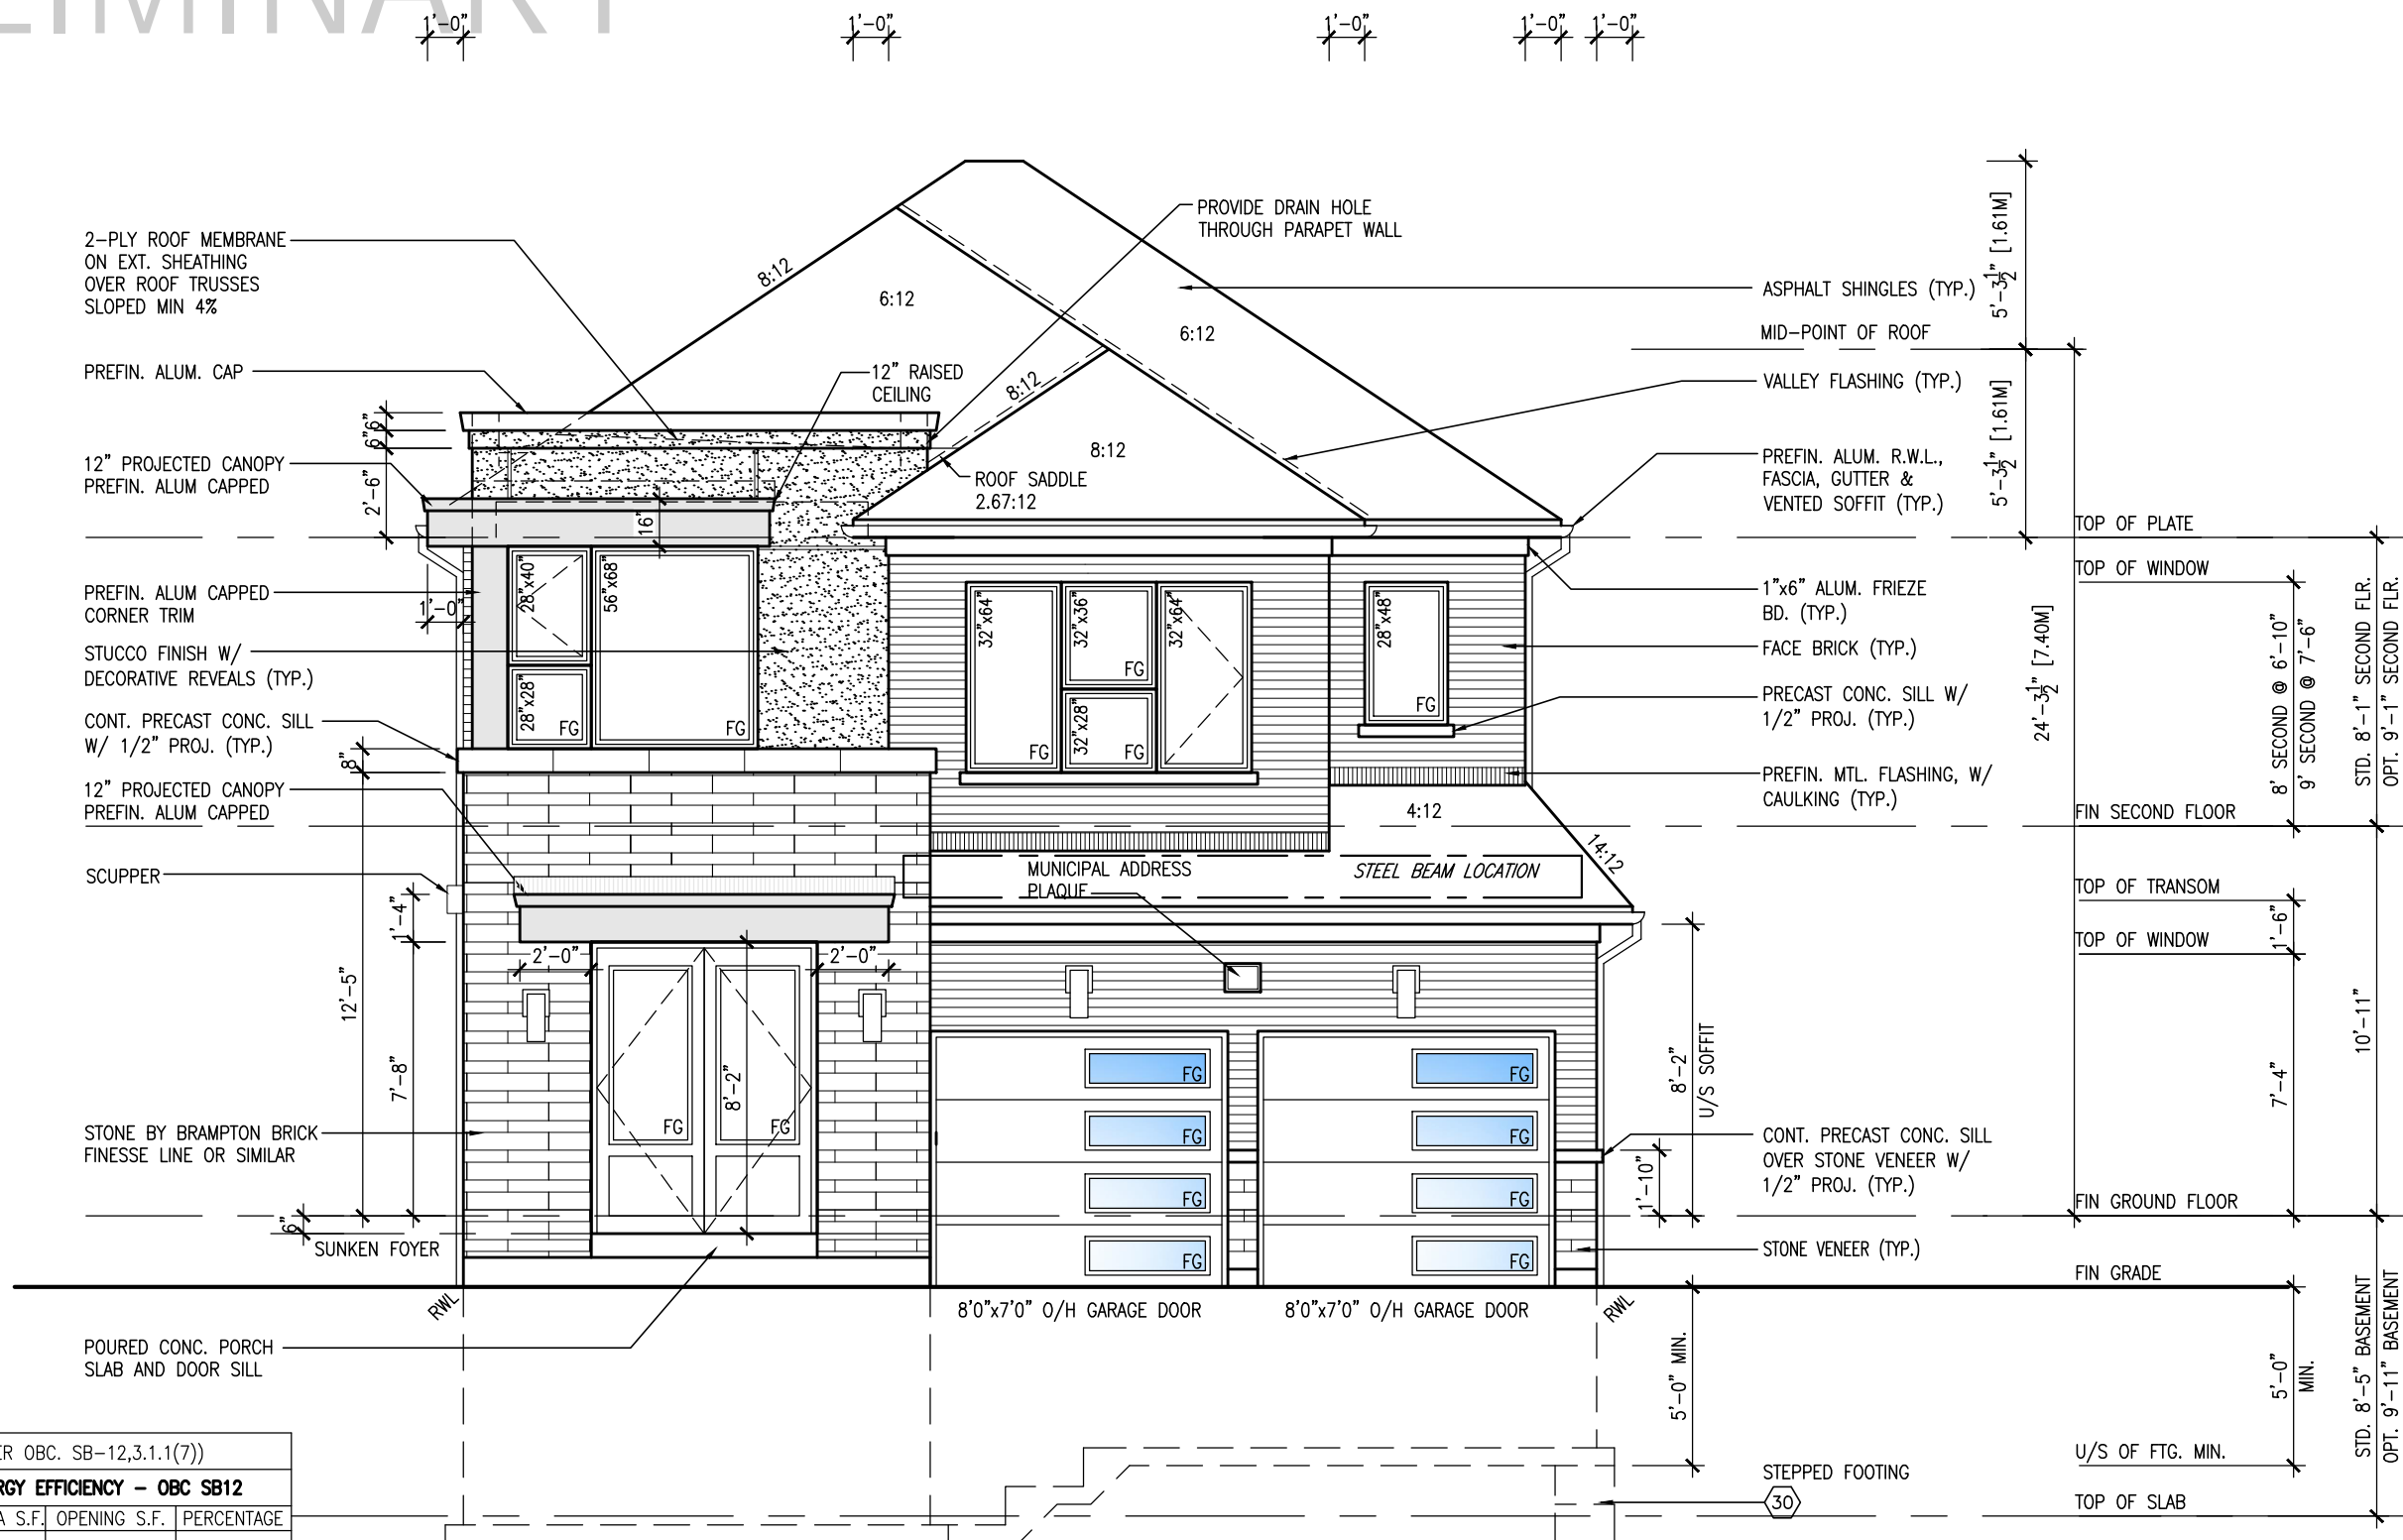 LIMINARY
1'-0"
1'-0"
1'-0"
1'-0"
1'-0"
2-PLY ROOF MEMBRANE
ON EXT. SHEATHING
OVER ROOF TRUSSES
SLOPED MIN 4%
PREFIN. ALUM. CAP
12" PROJECTED CANOPY
PREFIN. ALUM CAPPED
PREFIN. ALUM CAPPED
CORNER TRIM
STUCCO FINISH W/
DECORATIVE REVEALS (TYP.)
CONT. PRECAST CONC. SILL
W/ 1/2" PROJ. (TYP.)
12" PROJECTED CANOPY
PREFIN. ALUM CAPPED
SCUPPER
STONE BY BRAMPTON BRICK
FINESSE LINE OR SIMILAR
SUNKEN FOYER
POURED CONC. PORCH
SLAB AND DOOR SILL
6"
6"
2'-6"
1'-0"
8"
12'-5"
1'-4"
7'-8"
6"
8:12
6:12
6:12
8:12
8:12
PROVIDE DRAIN HOLE
THROUGH PARAPET WALL
12" RAISED
CEILING
ROOF SADDLE
2.67:12
16"
28"x40"
56"x68"
28"x28"
FG
FG
32"x64"
FG
32"x36"
FG
32"x28"
FG
32"x64"
28"x48"
FG
4:12
14:12
MUNICIPAL ADDRESS
PLAQUE
STEEL BEAM LOCATION
2'-0"
2'-0"
8'-2"
FG
FG
FG
FG
FG
FG
FG
FG
FG
FG
RWL
8'0"x7'0" O/H GARAGE DOOR
8'0"x7'0" O/H GARAGE DOOR
RWL
ASPHALT SHINGLES (TYP.)
MID-POINT OF ROOF
VALLEY FLASHING (TYP.)
PREFIN. ALUM. R.W.L.,
FASCIA, GUTTER &
VENTED SOFFIT (TYP.)
1"x6" ALUM. FRIEZE
BD. (TYP.)
FACE BRICK (TYP.)
PRECAST CONC. SILL W/
1/2" PROJ. (TYP.)
PREFIN. MTL. FLASHING, W/
CAULKING (TYP.)
8'-2"
U/S SOFFIT
1'-10"
CONT. PRECAST CONC. SILL
OVER STONE VENEER W/
1/2" PROJ. (TYP.)
STONE VENEER (TYP.)
5'-0" MIN.
STEPPED FOOTING
30
5'-3 1/2" [1.61M]
5'-3 1/2" [1.61M]
24'-3 1/2" [7.40M]
TOP OF PLATE
TOP OF WINDOW
FIN SECOND FLOOR
TOP OF TRANSOM
TOP OF WINDOW
FIN GROUND FLOOR
FIN GRADE
U/S OF FTG. MIN.
TOP OF SLAB
8' SECOND @ 6'-10"
9' SECOND @ 7'-6"
STD. 8'-1" SECOND FLR.
OPT. 9'-1" SECOND FLR.
1'-6"
7'-4"
10'-11"
5'-0"
MIN.
STD. 8'-5" BASEMENT
OPT. 9'-11" BASEMENT
ER OBC. SB-12,3.1.1(7))
RGY EFFICIENCY - OBC SB12
A S.F. OPENING S.F. PERCENTAGE